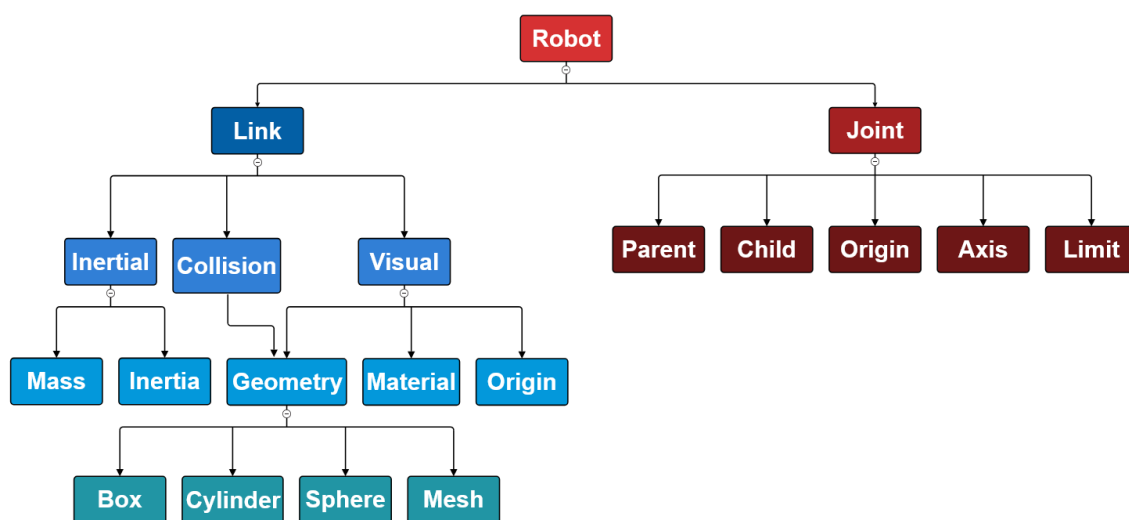 Robot
Link
Joint
Inertial
Collision
Visual
Parent
Child
Origin
Axis
Limit
Mass
Inertia
Geometry
Material
Origin
Box
Cylinder
Sphere
Mesh